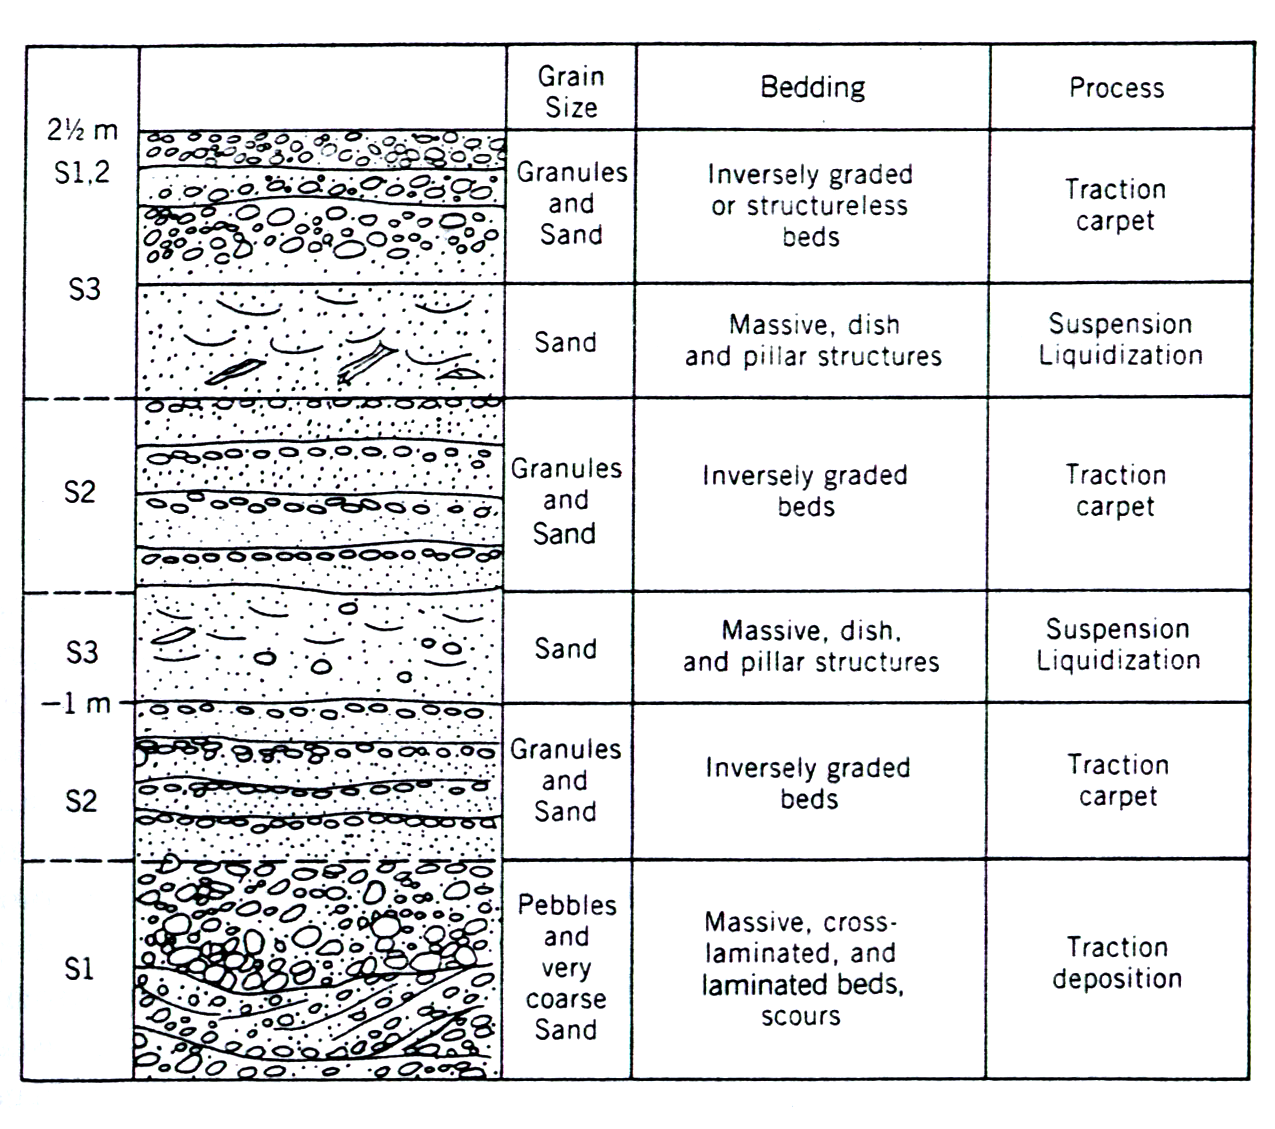 Grain
Size
Bedding
Process
2½ m
S1,2
Granules
and
Sand
Inversely graded
or structureless
beds
Traction
carpet
S3
Sand
Massive, dish
and pillar structures
Suspension
Liquidization
S2
Granules
and
Sand
Inversely graded
beds
Traction
carpet
S3
Sand
Massive, dish,
and pillar structures
Suspension
Liquidization
–1 m
S2
Granules
and
Sand
Inversely graded
beds
Traction
carpet
S1
Pebbles
and
very
coarse
Sand
Massive, cross-
laminated, and
laminated beds,
scours
Traction
deposition